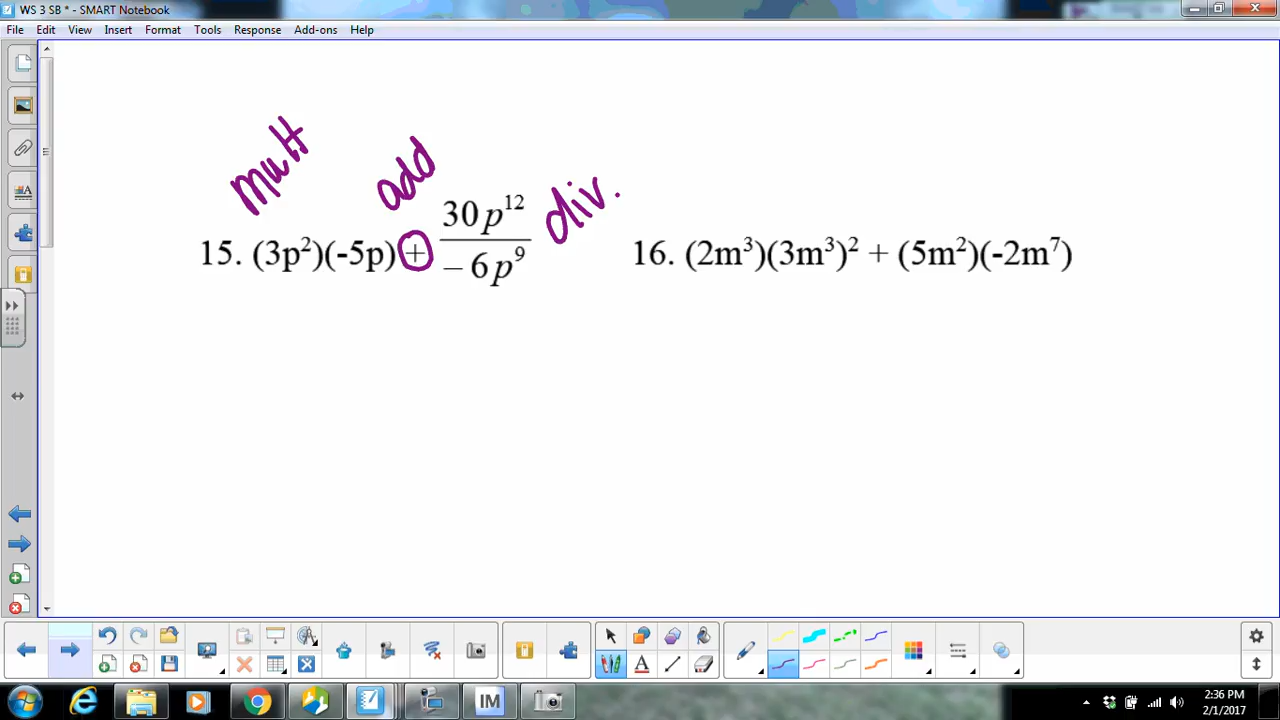 WS 3 SB * - SMART Notebook
File Edit View Insert Format Tools Response Add-ons Help
mult add div.
15. (3p²)(-5p) + 30p¹² / –6p⁹
16. (2m³)(3m³)² + (5m²)(-2m⁷)
IM
2:36 PM
2/1/2017